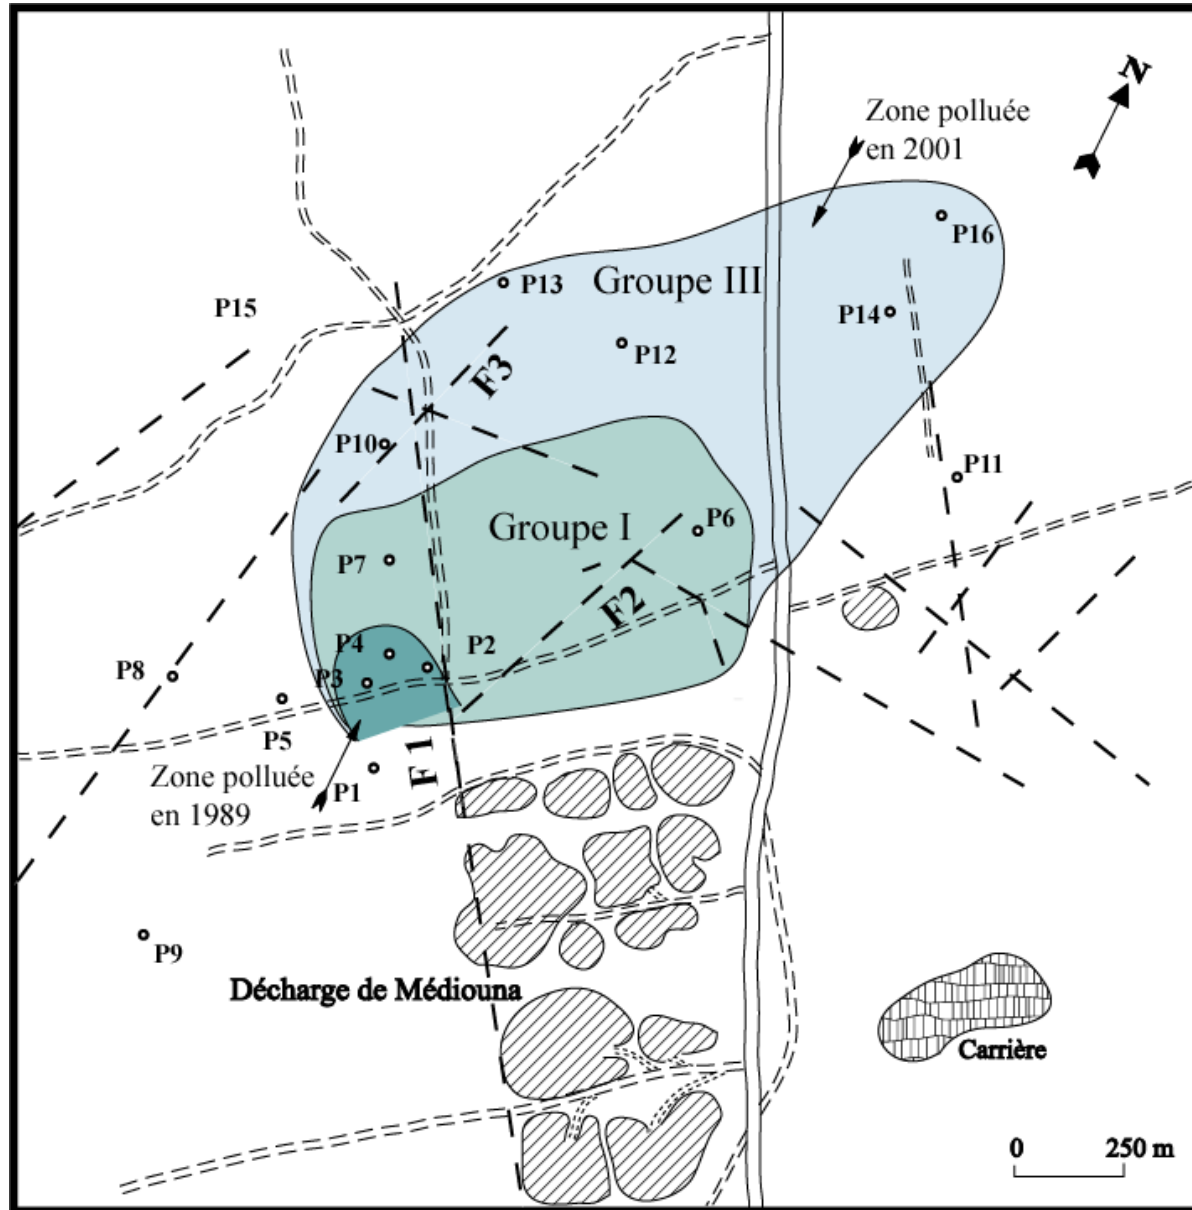 N
Zone polluée
en 2001
P16
P15
P13
Groupe III
P14
P12
F3
P10
P11
Groupe I
P6
P7
F2
P4
P2
P8
P3
P5
F 1
Zone polluée
en 1989
P1
P9
Décharge de Médiouna
Carrière
0 250 m